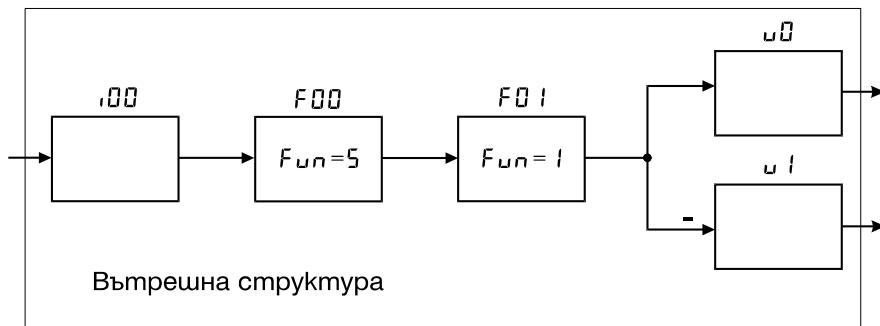 u0
i00
F00
F01
Fun=5
Fun=1
u1
-
Вътрешна структура